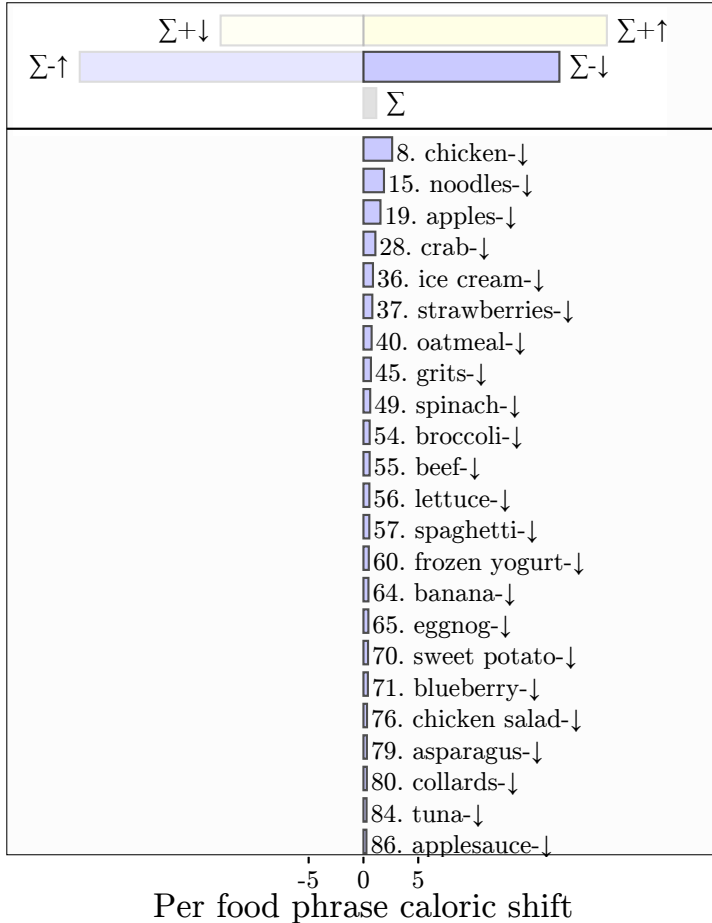 ∑+↓ ∑+↑
∑-↑ ∑-↓
∑
8. chicken-↓
15. noodles-↓
19. apples-↓
28. crab-↓
36. ice cream-↓
37. strawberries-↓
40. oatmeal-↓
45. grits-↓
49. spinach-↓
54. broccoli-↓
55. beef-↓
56. lettuce-↓
57. spaghetti-↓
60. frozen yogurt-↓
64. banana-↓
65. eggnog-↓
70. sweet potato-↓
71. blueberry-↓
76. chicken salad-↓
79. asparagus-↓
80. collards-↓
84. tuna-↓
86. applesauce-↓
-5 0 5
Per food phrase caloric shift